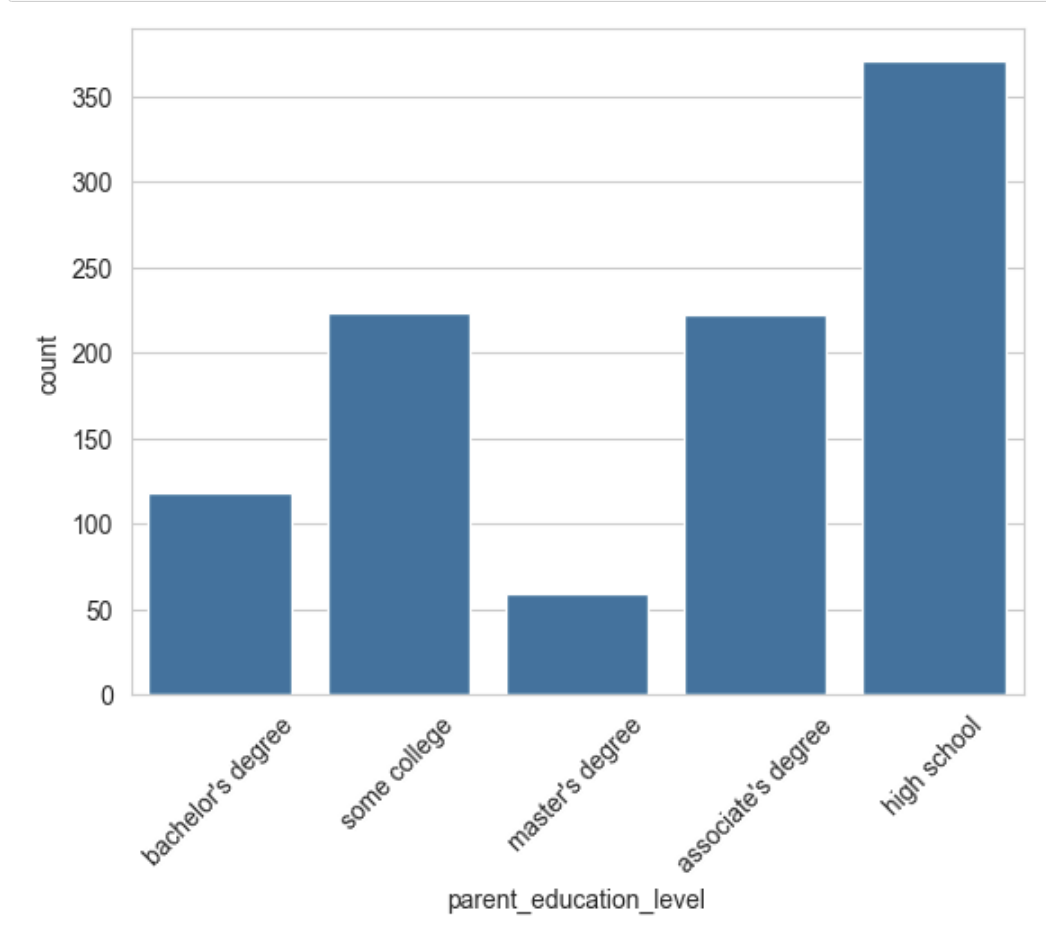 350
300
250
200
150
100
50
0
count
bachelor's degree
some college
master's degree
associate's degree
high school
parent_education_level